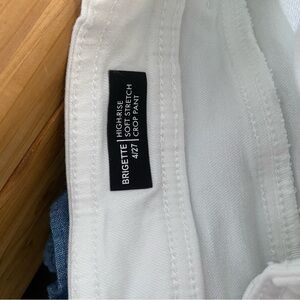 BRIGETTE
4/27
HIGH-RISE
SOFT STRETCH
CROP PANT